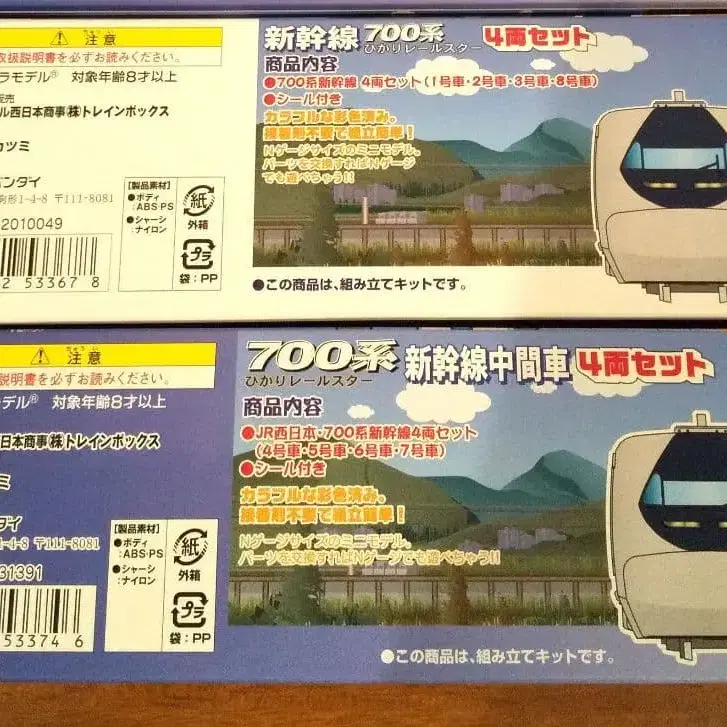 ⚠ 注意
取扱説明書を必ずお読みください。
ラモデル® 対象年齢8才以上
販売
ル西日本商事(株)トレインボックス
カツミ
バンダイ
形1-4-8 〒111-8081
2010049
2 53367 8
【製品素材】
●ボディ
:ABS・PS
●シャーシ
:ナイロン
紙
外箱
プラ
袋:PP
新幹線 700系 4両セット
ひかりレールスター
商品内容
●700系新幹線 4両セット(1号車・2号車・3号車・8号車)
●シール付き
カラフルな彩色済み。
接着剤不要で組立簡単!
Nゲージサイズのミニモデル。
パーツを交換すればNゲージ
でも遊べちゃう!!
●この商品は、組み立てキットです。
⚠ 注意
ちゅうい
説明書を必ずお読みください。
デル® 対象年齢8才以上
日本商事(株)トレインボックス
ミ
ダイ
4-8 〒111-8081
31391
53374 6
【製品素材】
●ボディ
:ABS・PS
●シャーシ
:ナイロン
紙
外箱
プラ
袋:PP
700系 新幹線中間車 4両セット
ひかりレールスター
商品内容
●JR西日本・700系新幹線4両セット
(4号車・5号車・6号車・7号車)
●シール付き
カラフルな彩色済み。
接着剤不要で組立簡単!
Nゲージサイズのミニモデル。
パーツを交換すればNゲージでも遊べちゃう!!
●この商品は、組み立てキットです。